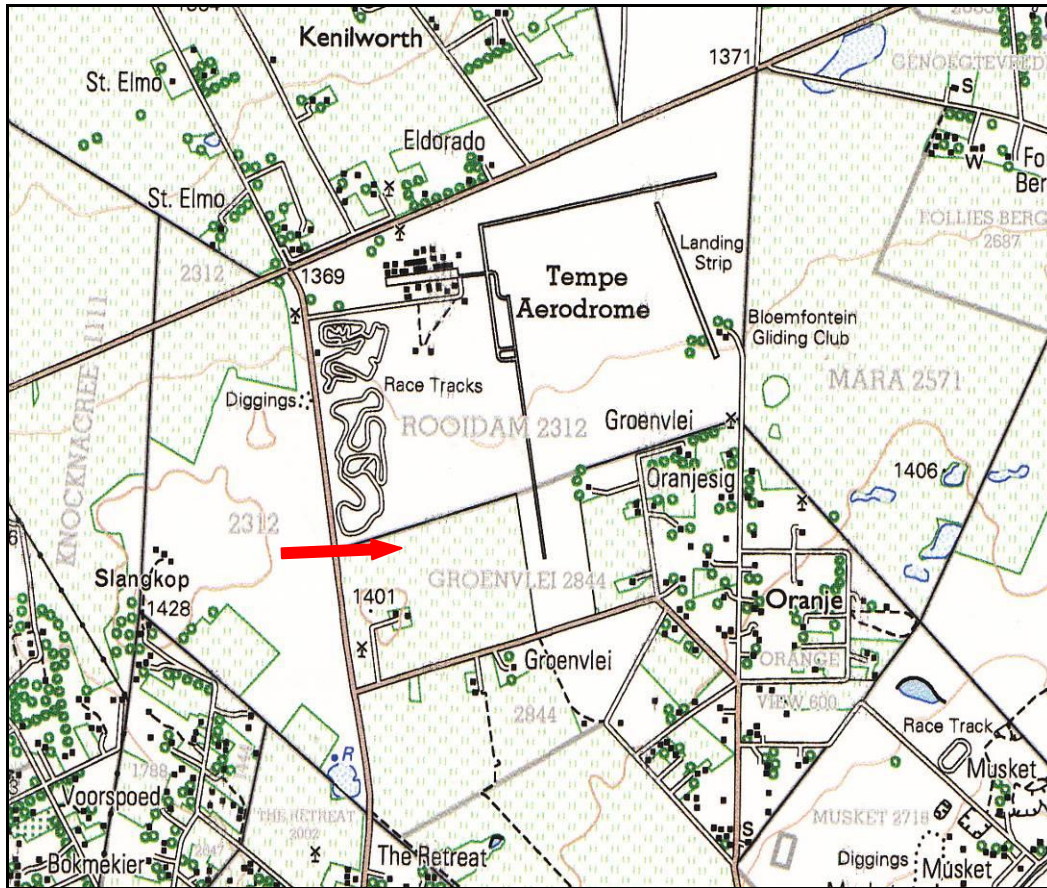 Kenilworth
1371
GENOEGTEVREDE
St. Elmo
S
Eldorado
W
St. Elmo
FOLLIES BERG
2687
Landing
Strip
2312
1369
Tempe
Aerodrome
Bloemfontein
Gliding Club
KNOCKNACREE 1111
Race Tracks
MARA 2571
Diggings
ROOIDAM 2312
Groenvlei
Oranjesig
1406
2312
GROENVLEI 2844
Slangkop
1428
1401
Oranje
Groenvlei
ORANGE
VIEW 600
2844
Race Track
R
1788
1444
Musket
Voorspoed
THE RETREAT
2002
MUSKET 2718
2647
S
Bokmekier
The Retreat
Diggings
Musket